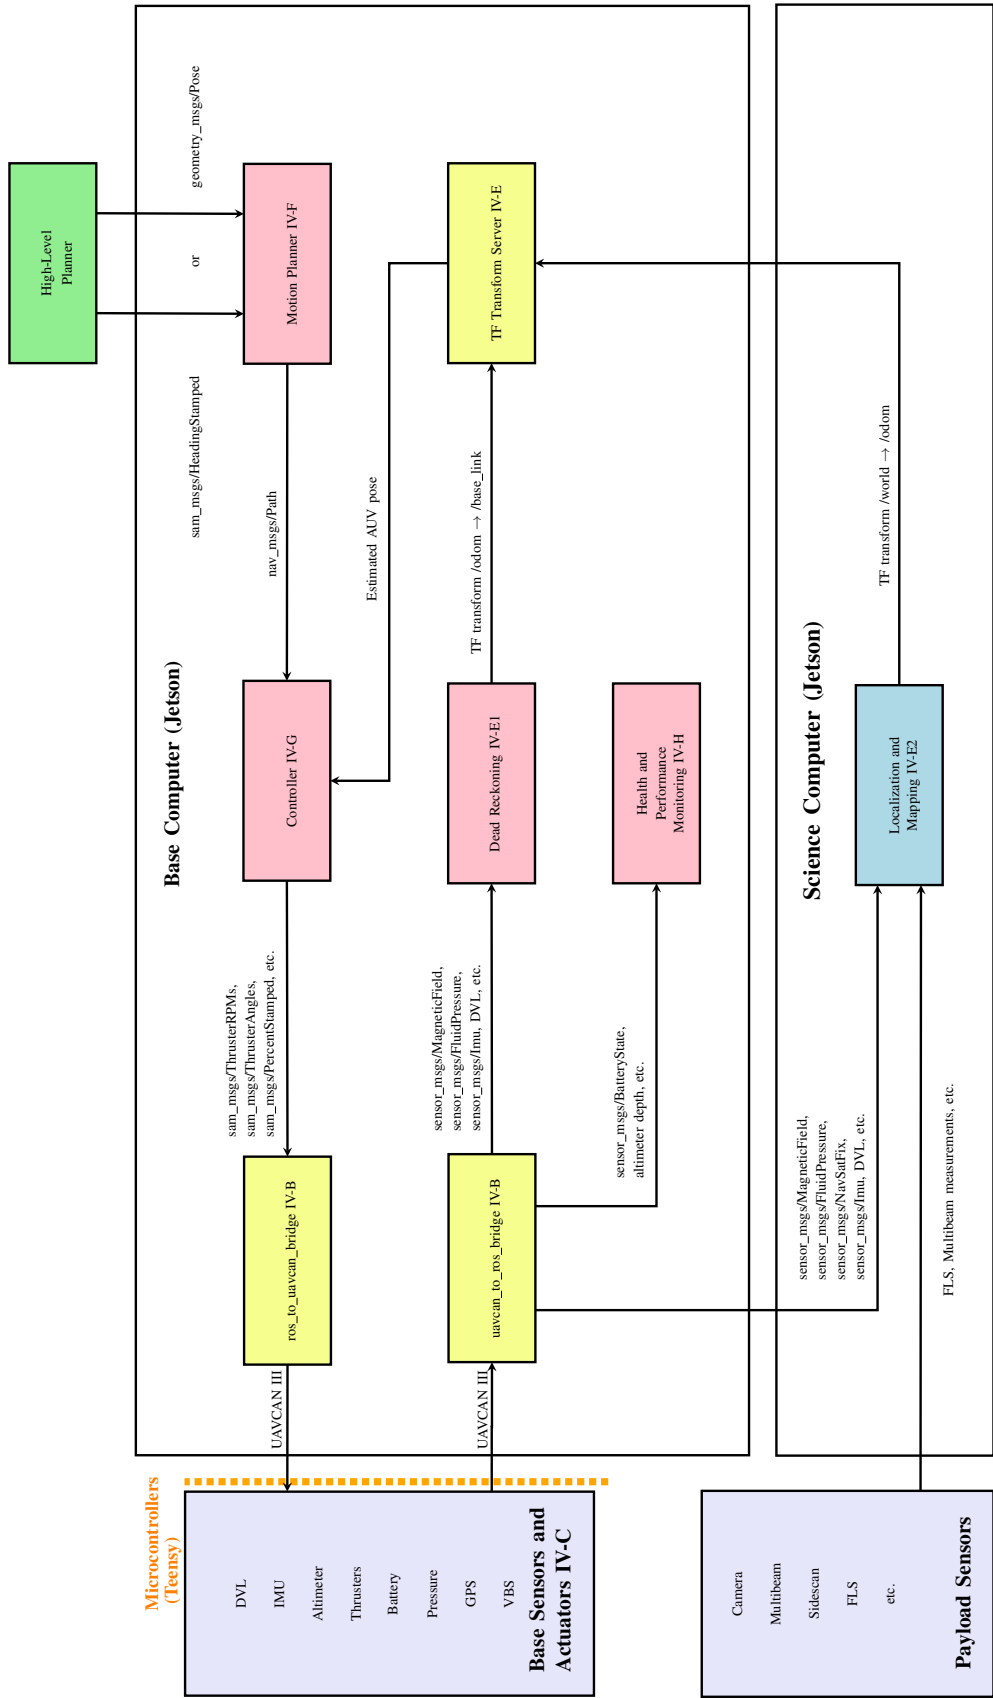 Microcontrollers
(Teensy)
DVL
IMU
Altimeter
Thrusters
Battery
Pressure
GPS
VBS
Base Sensors and
Actuators IV-C
Camera
Multibeam
Sidescan
FLS
etc.
Payload Sensors
UAVCAN III
UAVCAN III
ros_to_uavcan_bridge IV-B
uavcan_to_ros_bridge IV-B
sam_msgs/ThrusterRPMs,
sam_msgs/ThrusterAngles,
sam_msgs/PercentStamped, etc.
sensor_msgs/MagneticField,
sensor_msgs/FluidPressure,
sensor_msgs/Imu, DVL, etc.
sensor_msgs/BatteryState,
altimeter depth, etc.
sensor_msgs/MagneticField,
sensor_msgs/FluidPressure,
sensor_msgs/NavSatFix,
sensor_msgs/Imu, DVL, etc.
FLS, Multibeam measurements, etc.
Base Computer (Jetson)
Controller IV-G
Dead Reckoning IV-E1
Health and
Performance
Monitoring IV-H
Science Computer (Jetson)
Localization and
Mapping IV-E2
sam_msgs/HeadingStamped
nav_msgs/Path
Estimated AUV pose
TF transform /odom → /base_link
TF transform /world → /odom
High-Level
Planner
or
geometry_msgs/Pose
Motion Planner IV-F
TF Transform Server IV-E